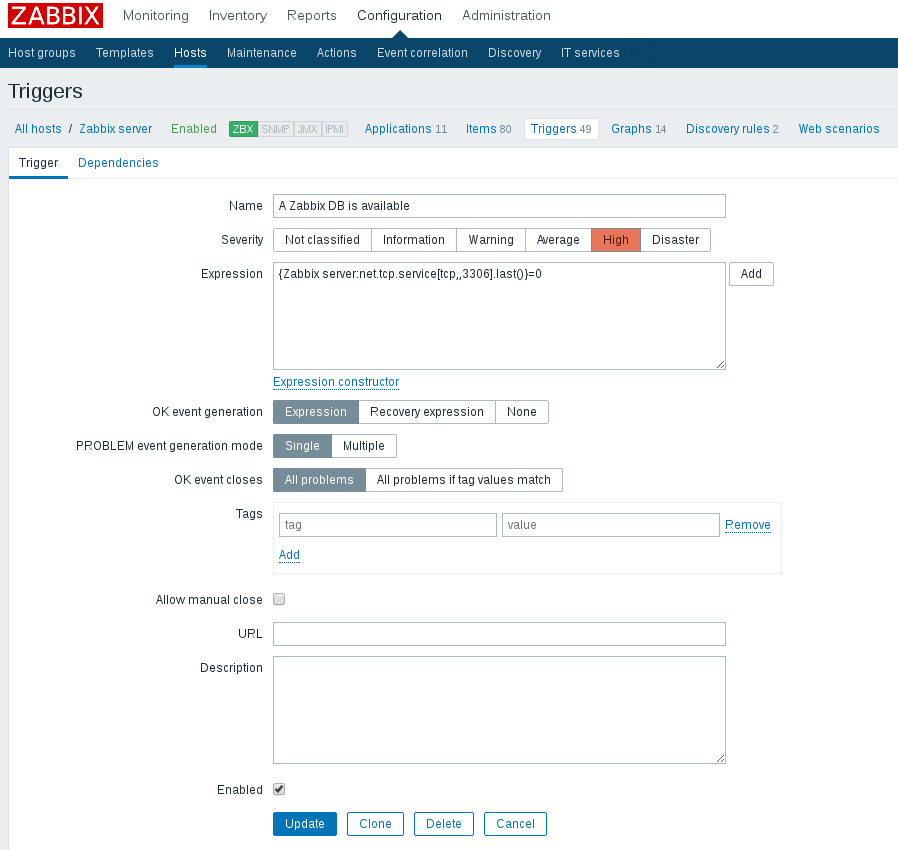 ZABBIX Monitoring Inventory Reports Configuration Administration
Host groups Templates Hosts Maintenance Actions Event correlation Discovery IT services
Triggers
All hosts / Zabbix server Enabled ZBX SNMP JMX IPMI Applications 11 Items 80 Triggers 49 Graphs 14 Discovery rules 2 Web scenarios
Trigger Dependencies
Name A Zabbix DB is available
Severity Not classified Information Warning Average High Disaster
Expression {Zabbix server:net.tcp.service[tcp,,3306].last()}=0 Add
Expression constructor
OK event generation Expression Recovery expression None
PROBLEM event generation mode Single Multiple
OK event closes All problems All problems if tag values match
Tags
tag value Remove
Add
Allow manual close
URL
Description
Enabled
Update Clone Delete Cancel